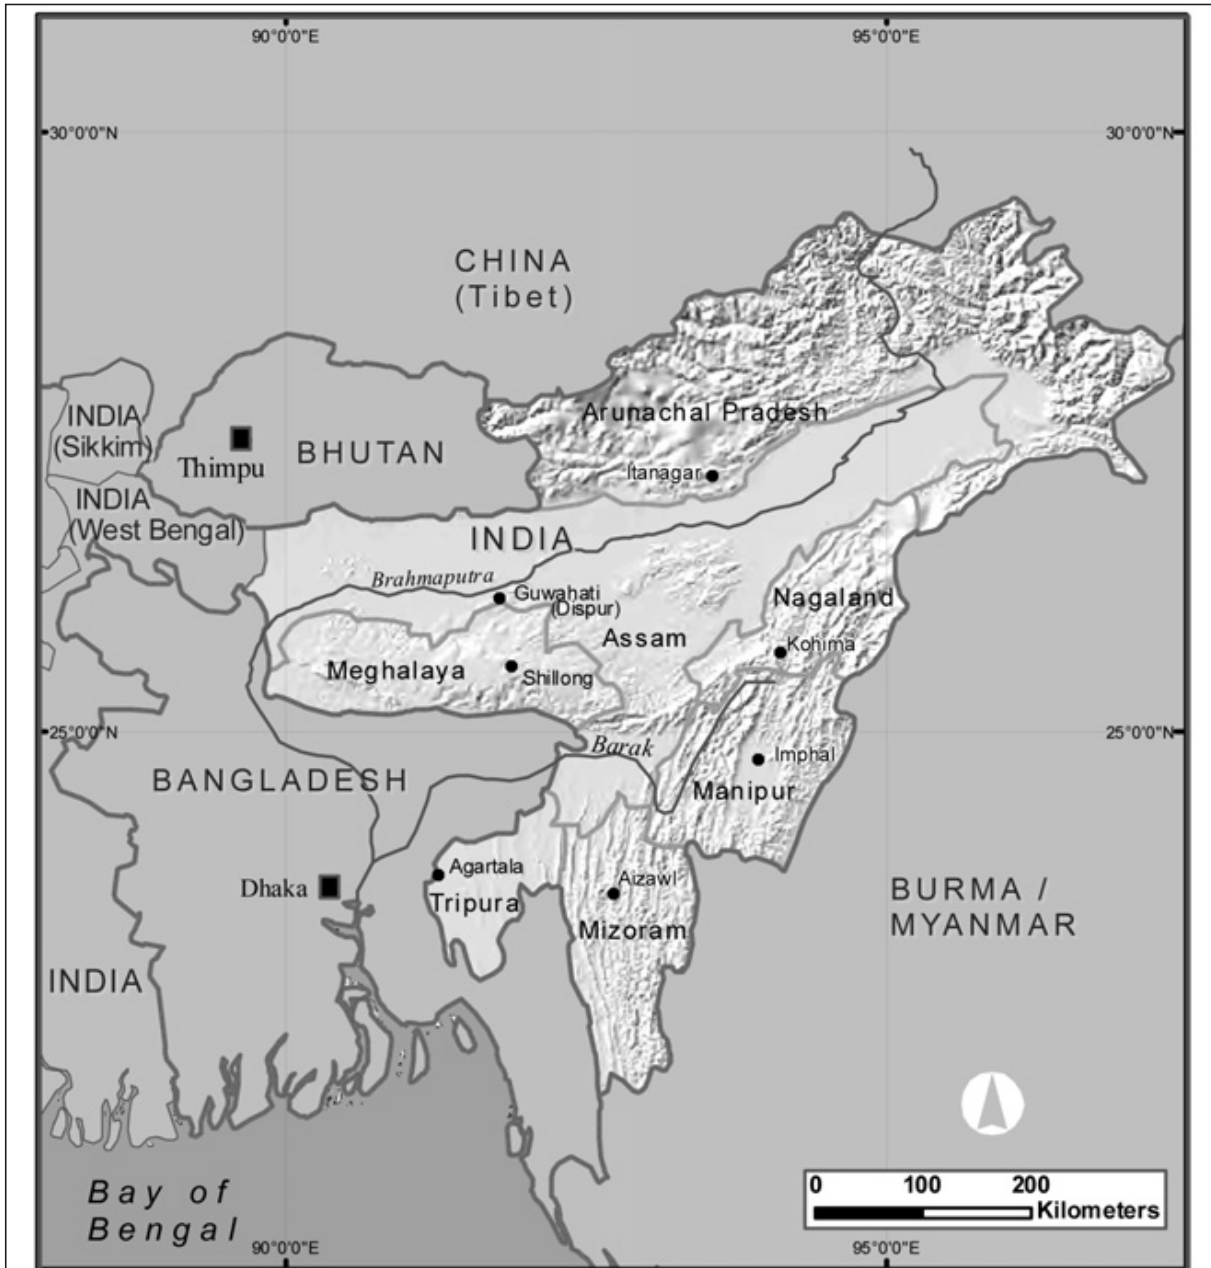 90°0'0"E
95°0'0"E
30°0'0"N
30°0'0"N
CHINA
(Tibet)
INDIA
(Sikkim)
Thimpu
BHUTAN
Arunachal Pradesh
Itanagar
INDIA
(West Bengal)
INDIA
Brahmaputra
Guwahati
(Dispur)
Nagaland
Assam
Kohima
Meghalaya
Shillong
25°0'0"N
25°0'0"N
Barak
Imphal
BANGLADESH
Manipur
Agartala
Aizawl
Dhaka
Tripura
Mizoram
BURMA /
MYANMAR
INDIA
Bay of
Bengal
0 100 200
Kilometers
90°0'0"E
95°0'0"E